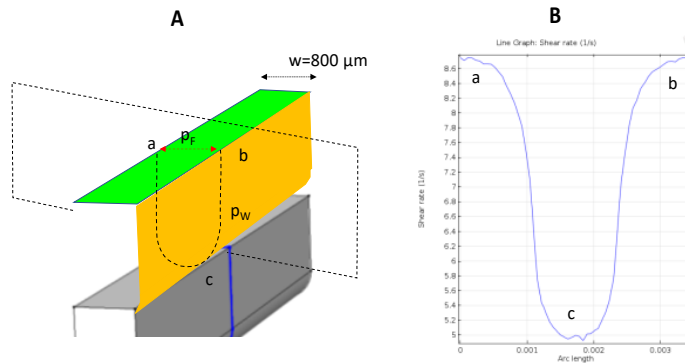 A
w=800 μm
a
pF
b
pW
c
B
Line Graph: Shear rate (1/s)
Shear rate (1/s)
8.6
8.4
8.2
8
7.8
7.6
7.4
7.2
7
6.8
6.6
6.4
6.2
6
5.8
5.6
5.4
5.2
5
a
b
c
0
0.001
0.002
0.003
Arc length